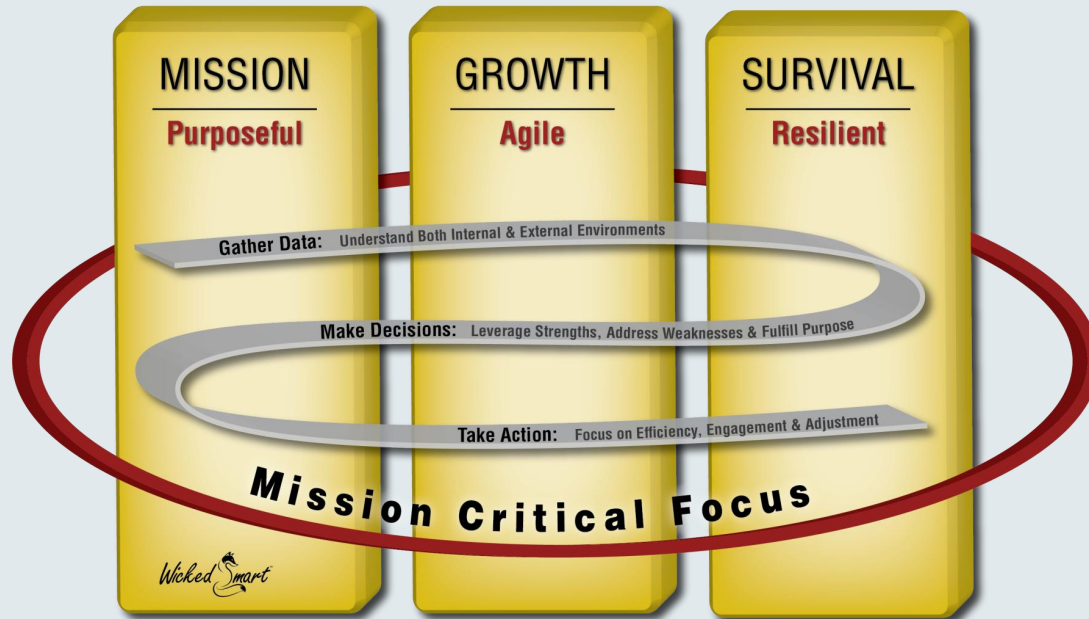 MISSION
Purposeful
GROWTH
Agile
SURVIVAL
Resilient
Gather Data: Understand Both Internal & External Environments
Make Decisions: Leverage Strengths, Address Weaknesses & Fulfill Purpose
Take Action: Focus on Efficiency, Engagement & Adjustment
Mission Critical Focus
Wicked Smart